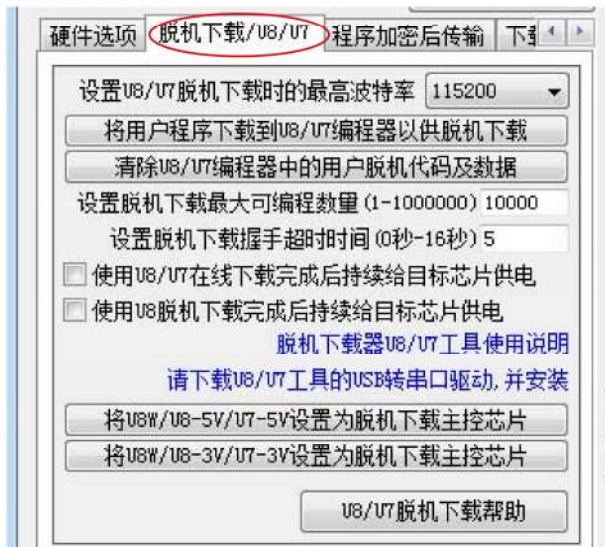 硬件选项 脱机下载/U8/U7 程序加密后传输 下
设置U8/U7脱机下载时的最高波特率 115200
将用户程序下载到U8/U7编程器以供脱机下载
清除U8/U7编程器中的用户脱机代码及数据
设置脱机下载最大可编程数量(1-1000000) 10000
设置脱机下载握手超时时间(0秒-16秒) 5
使用U8/U7在线下载完成后持续给目标芯片供电
使用U8脱机下载完成后持续给目标芯片供电
脱机下载器U8/U7工具使用说明
请下载U8/U7工具的USB转串口驱动,并安装
将U8W/U8-5V/U7-5V设置为脱机下载主控芯片
将U8W/U8-3V/U7-3V设置为脱机下载主控芯片
U8/U7脱机下载帮助